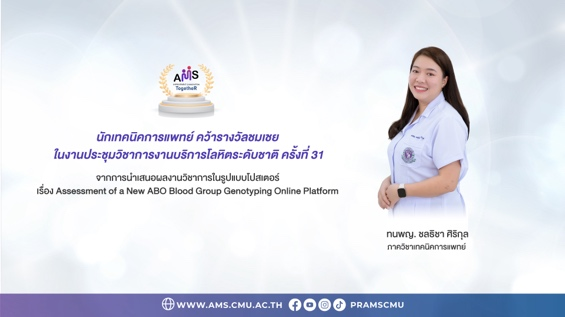 AMS
TogetheR
นักเทคนิคการแพทย์ คว้ารางวัลชมเชย
ในงานประชุมวิชาการงานบริการโลหิตระดับชาติ ครั้งที่ 31
จากการนำเสนอผลงานวิชาการในรูปแบบโปสเตอร์
เรื่อง Assessment of a New ABO Blood Group Genotyping Online Platform
ทนพญ. ชลธิชา ศิริกุล
ภาควิชาเทคนิคการแพทย์
WWW.AMS.CMU.AC.TH PRAMSCMU